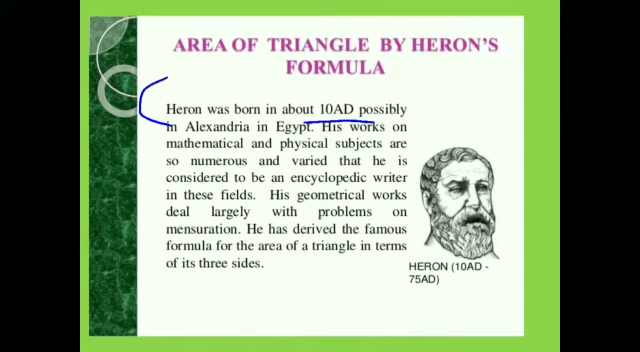 AREA OF TRIANGLE BY HERON'S
FORMULA
Heron was born in about 10AD possibly
in Alexandria in Egypt. His works on
mathematical and physical subjects are
so numerous and varied that he is
considered to be an encyclopedic writer
in these fields. His geometrical works
deal largely with problems on
mensuration. He has derived the famous
formula for the area of a triangle in terms
of its three sides.
HERON (10AD -
75AD)